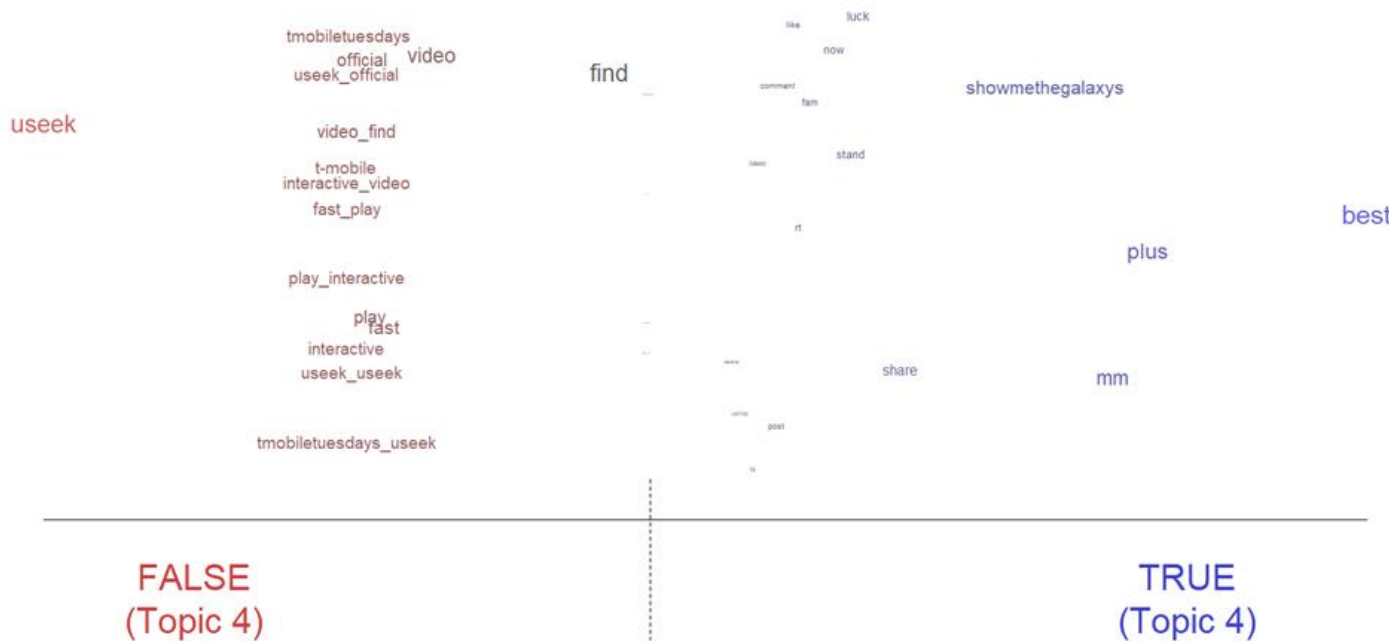 tmobiletuesdays
official
video
useek_official
find
like
luck
now
comment
fam
showmethegalaxys
useek
video_find
t-mobile
interactive_video
fast_play
stand
rt
best
plus
play_interactive
play
fast
interactive
useek_useek
share
mm
post
tmobiletuesdays_useek
FALSE
(Topic 4)
TRUE
(Topic 4)